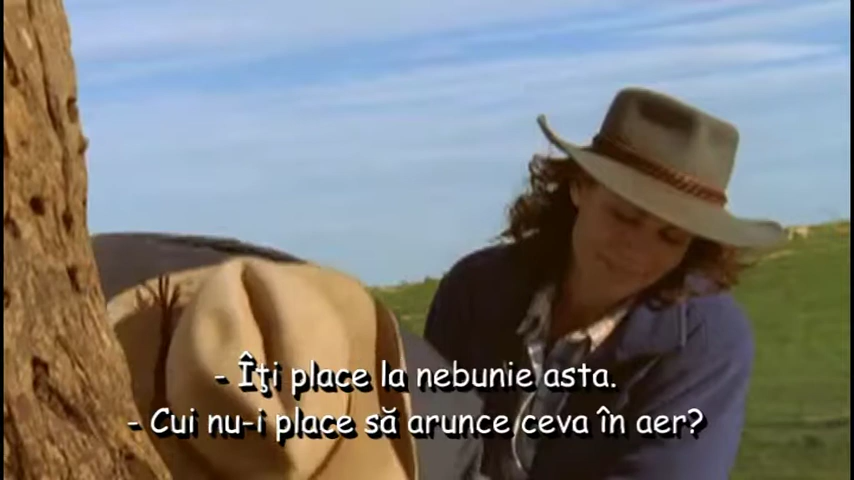 - Îţi place la nebunie asta.
- Cui nu-i place să arunce ceva în aer?